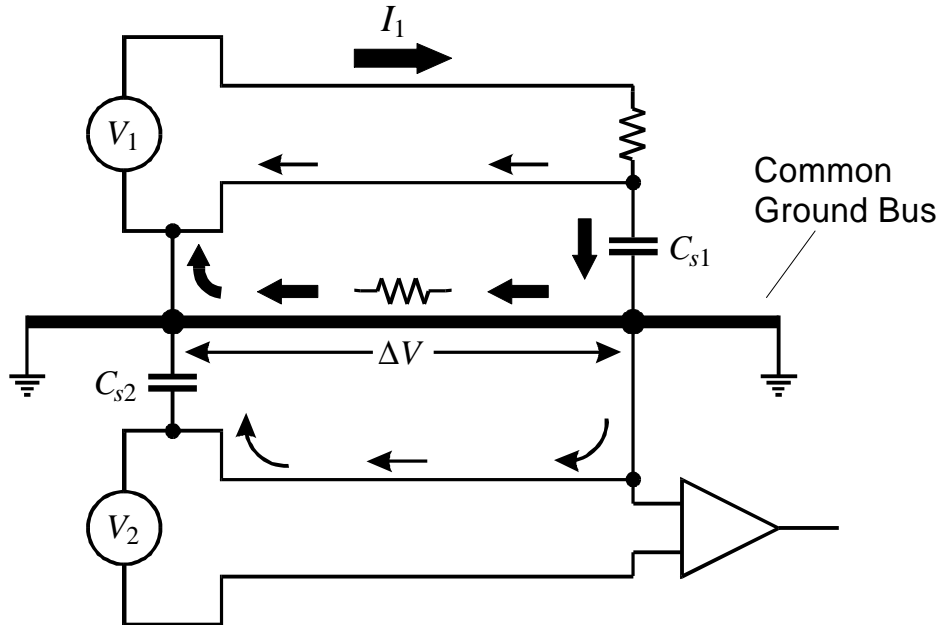 I1
V1
Common
Ground Bus
Cs1
ΔV
Cs2
V2